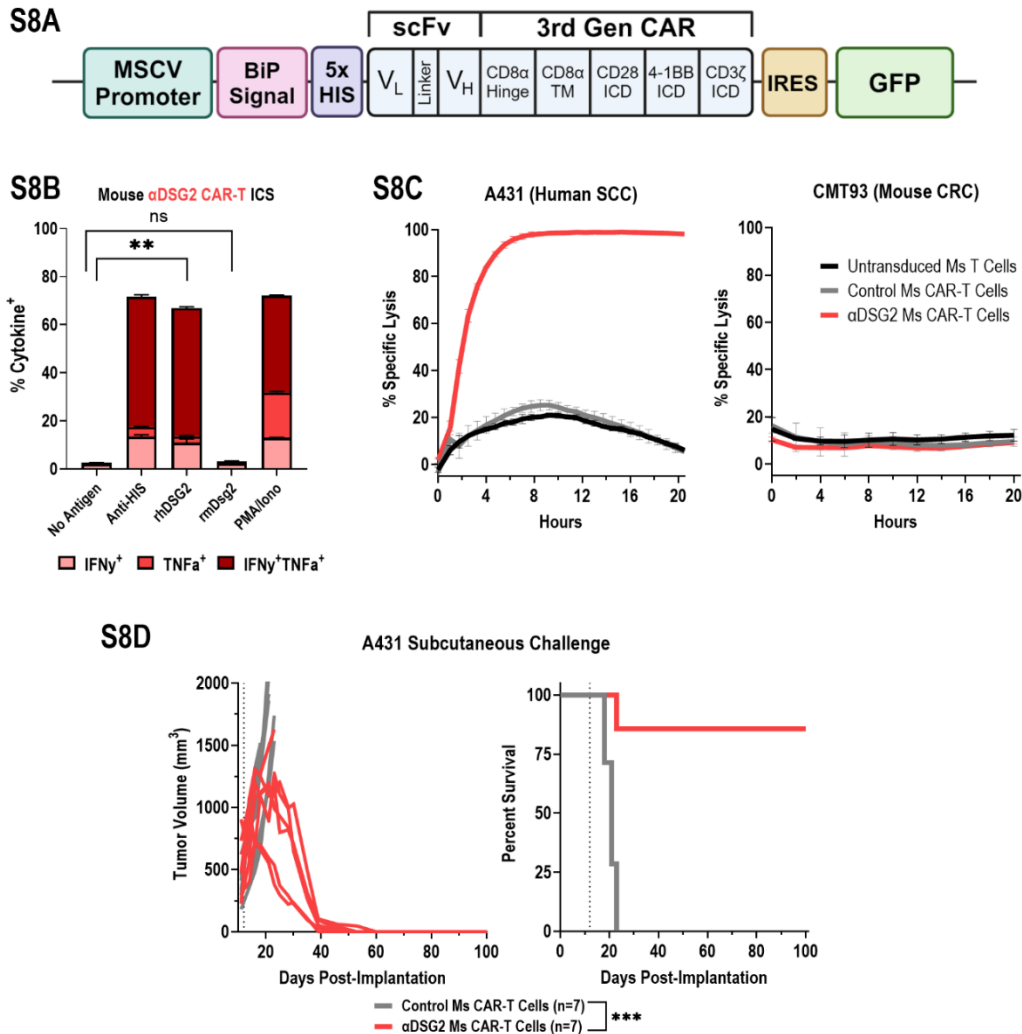 S8A
scFv
3rd Gen CAR
MSCV
Promoter
BiP
Signal
5x
HIS
VL
Linker
VH
CD8α
Hinge
CD8α
TM
CD28
ICD
4-1BB
ICD
CD3ζ
ICD
IRES
GFP
S8B
Mouse αDSG2 CAR-T ICS
ns
**
% Cytokine+
100
80
60
40
20
0
No Antigen
Anti-HIS
rhDSG2
rmDsg2
PMA/Iono
IFNy+
TNFa+
IFNy+TNFa+
S8C
A431 (Human SCC)
% Specific Lysis
100
80
60
40
20
0
0 4 8 12 16 20
Hours
CMT93 (Mouse CRC)
% Specific Lysis
100
80
60
40
20
0
0 4 8 12 16 20
Hours
Untransduced Ms T Cells
Control Ms CAR-T Cells
αDSG2 Ms CAR-T Cells
S8D
A431 Subcutaneous Challenge
Tumor Volume (mm3)
2000
1500
1000
500
0
20 40 60 80 100
Days Post-Implantation
Percent Survival
100
75
50
25
0
0 20 40 60 80 100
Days Post-Implantation
Control Ms CAR-T Cells (n=7)
αDSG2 Ms CAR-T Cells (n=7)
***